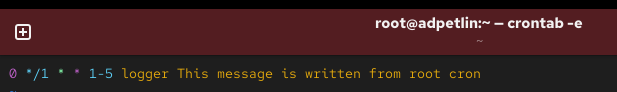 root@adpetlin:~ — crontab -e
~
0 */1 * * 1-5 logger This message is written from root cron